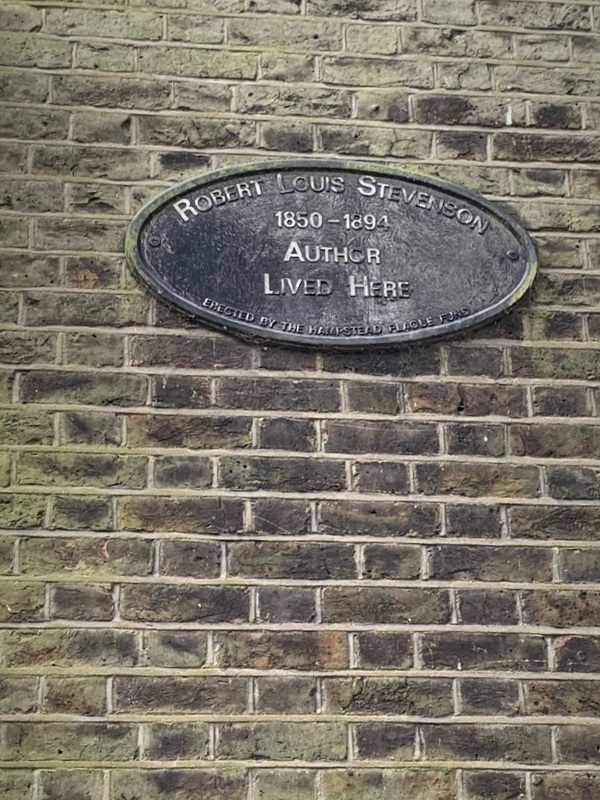 ROBERT LOUIS STEVENSON
1850-1894
AUTHOR
LIVED HERE
ERECTED BY THE HAMPSTEAD PLAQUE FUND